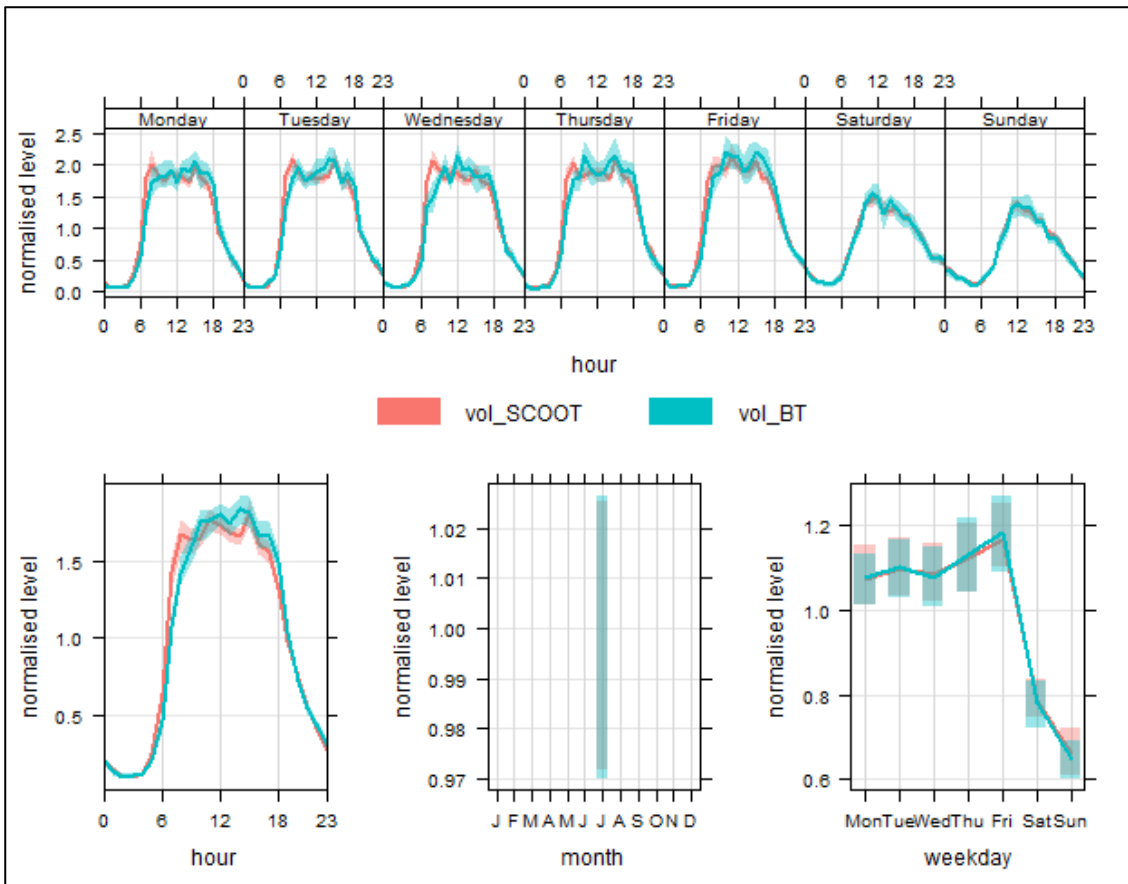 0 6 12 18 23 0 6 12 18 23 0 6 12 18 23
Monday Tuesday Wednesday Thursday Friday Saturday Sunday
normalised level
2.5
2.0
1.5
1.0
0.5
0.0
0 6 12 18 23 0 6 12 18 23 0 6 12 18 23 0 6 12 18 23
hour
vol_SCOOT vol_BT
normalised level
1.5
1.0
0.5
0 6 12 18 23
hour
normalised level
1.02
1.01
1.00
0.99
0.98
0.97
J F M A M J J A S O N D
month
normalised level
1.2
1.0
0.8
0.6
Mon Tue Wed Thu Fri Sat Sun
weekday